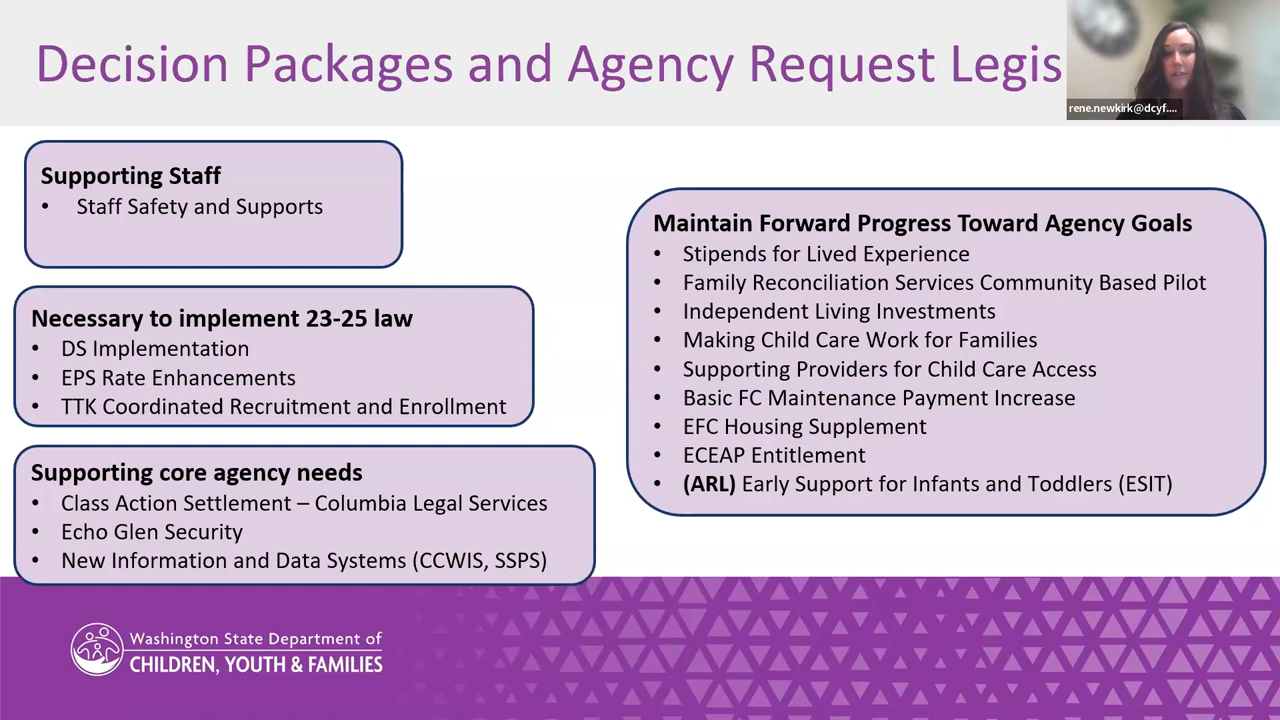 Decision Packages and Agency Request Legis
rene.newkirk@dcyf....
Supporting Staff
• Staff Safety and Supports
Necessary to implement 23-25 law
• DS Implementation
• EPS Rate Enhancements
• TTK Coordinated Recruitment and Enrollment
Supporting core agency needs
• Class Action Settlement – Columbia Legal Services
• Echo Glen Security
• New Information and Data Systems (CCWIS, SSPS)
Maintain Forward Progress Toward Agency Goals
• Stipends for Lived Experience
• Family Reconciliation Services Community Based Pilot
• Independent Living Investments
• Making Child Care Work for Families
• Supporting Providers for Child Care Access
• Basic FC Maintenance Payment Increase
• EFC Housing Supplement
• ECEAP Entitlement
• (ARL) Early Support for Infants and Toddlers (ESIT)
Washington State Department of
CHILDREN, YOUTH & FAMILIES